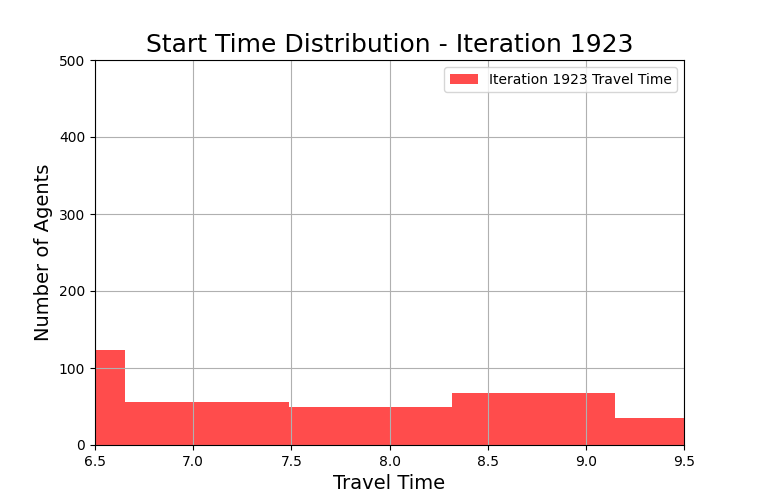 Start Time Distribution - Iteration 1923
Iteration 1923 Travel Time
Number of Agents
500
400
300
200
100
0
6.5 7.0 7.5 8.0 8.5 9.0 9.5
Travel Time